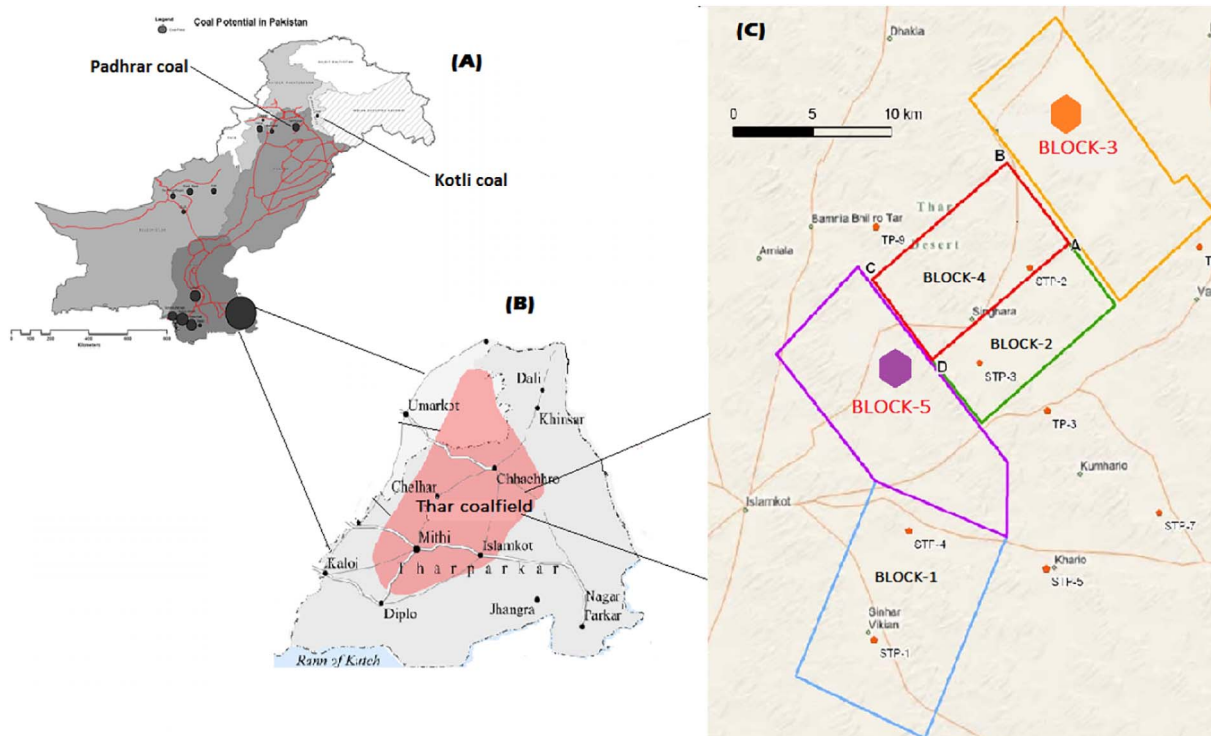 Legend
Coal Potential in Pakistan
(A)
Padhrar coal
Kotli coal
(B)
Dali
Umarkot
Khinsar
Chhachhro
Chelhar
Thar coalfield
Mithi
Islamkot
Tharparkar
Kaloi
Diplo
Jhangra
Nagar
Parkar
Rann of Kutch
(C)
Dhakla
0 5 10 km
BLOCK-3
B
Bamria Bhil ro Tar
Thar
Desert
TP-9
A
Amiala
C
BLOCK-4
STP-2
Singhara
BLOCK-2
D
STP-3
BLOCK-5
TP-3
Kumhario
Islamkot
STP-7
STP-4
Khario
BLOCK-1
STP-5
Sinhar
Vikian
STP-1